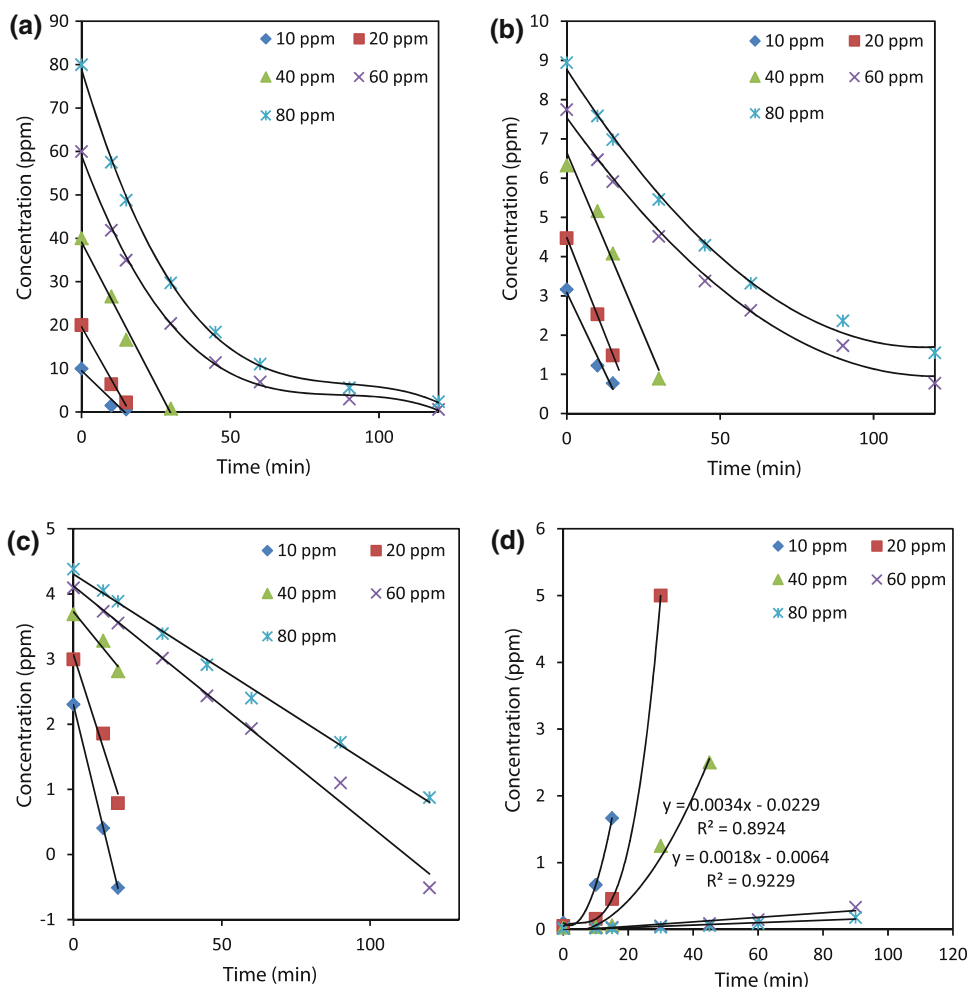 (a)
10 ppm 20 ppm
40 ppm 60 ppm
80 ppm
90
80
70
60
50
40
30
20
10
0
0 50 100
Concentration (ppm)
Time (min)
(b)
10 ppm 20 ppm
40 ppm 60 ppm
80 ppm
10
9
8
7
6
5
4
3
2
1
0
0 50 100
Concentration (ppm)
Time (min)
(c)
10 ppm 20 ppm
40 ppm 60 ppm
80 ppm
5
4
3
2
1
0
-1
0 50 100
Concentration (ppm)
Time (min)
(d)
10 ppm 20 ppm
40 ppm 60 ppm
80 ppm
6
5
4
3
2
1
0
y = 0.0034x - 0.0229
R² = 0.8924
y = 0.0018x - 0.0064
R² = 0.9229
0 20 40 60 80 100 120
Concentration (ppm)
Time (min)